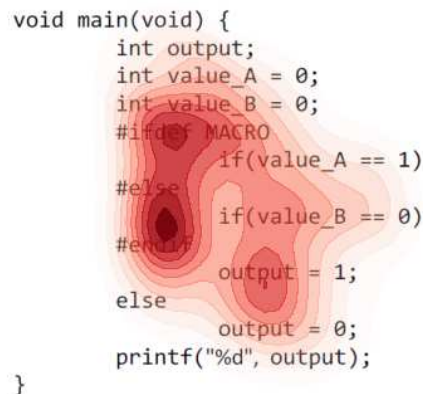 void main(void) {
int output;
int value_A = 0;
int value_B = 0;
#ifdef MACRO
if(value_A == 1)
#else
if(value_B == 0)
#endif
output = 1;
else
output = 0;
printf("%d", output);
}